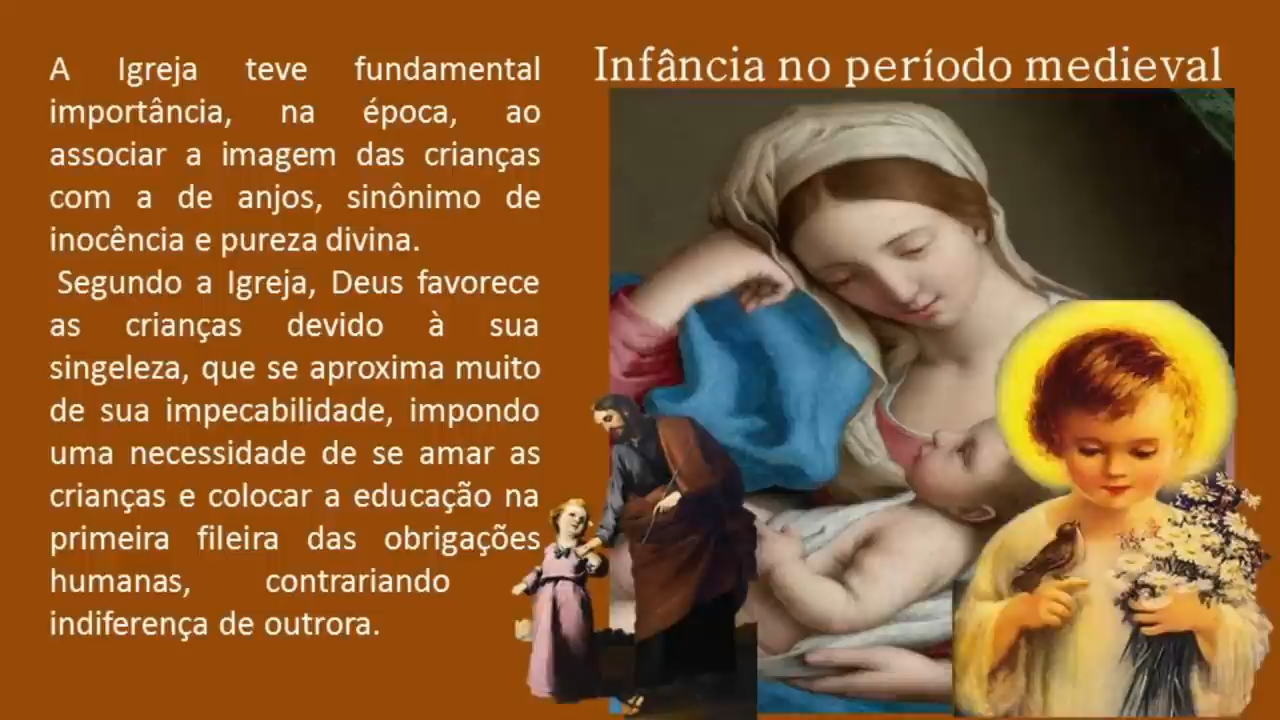 Infância no período medieval
A Igreja teve fundamental
importância, na época, ao
associar a imagem das crianças
com a de anjos, sinônimo de
inocência e pureza divina.
Segundo a Igreja, Deus favorece
as crianças devido à sua
singeleza, que se aproxima muito
de sua impecabilidade, impondo
uma necessidade de se amar as
crianças e colocar a educação na
primeira fileira das obrigações
humanas, contrariando
indiferença de outrora.